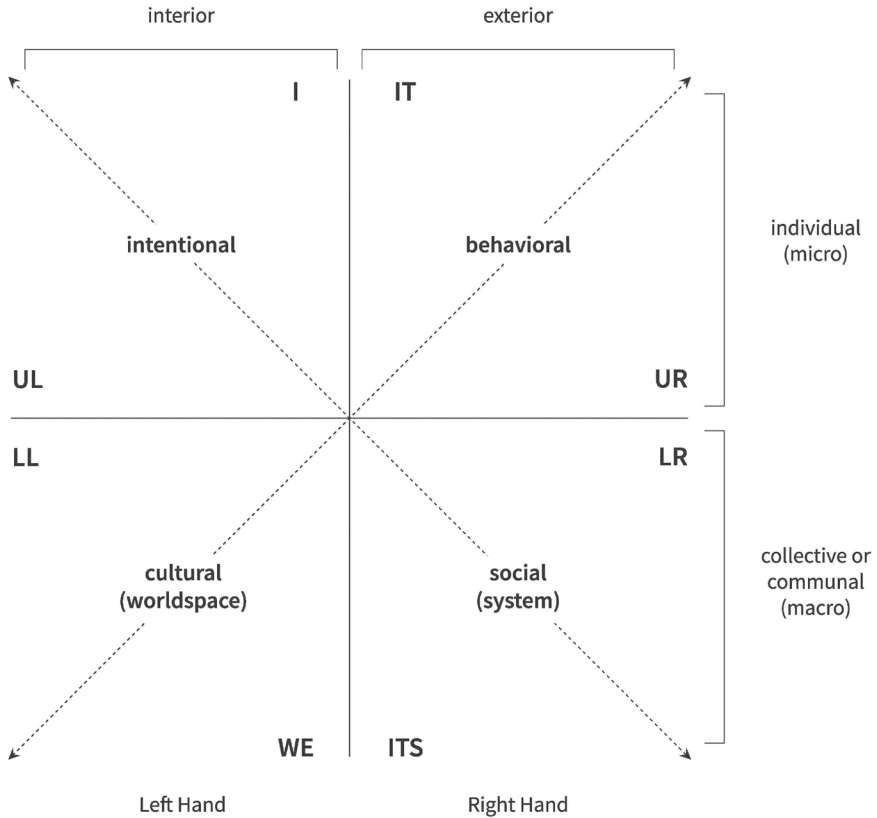 interior
exterior
I
IT
intentional
behavioral
individual
(micro)
UL
UR
LL
LR
cultural
(worldspace)
social
(system)
collective or
communal
(macro)
WE
ITS
Left Hand
Right Hand